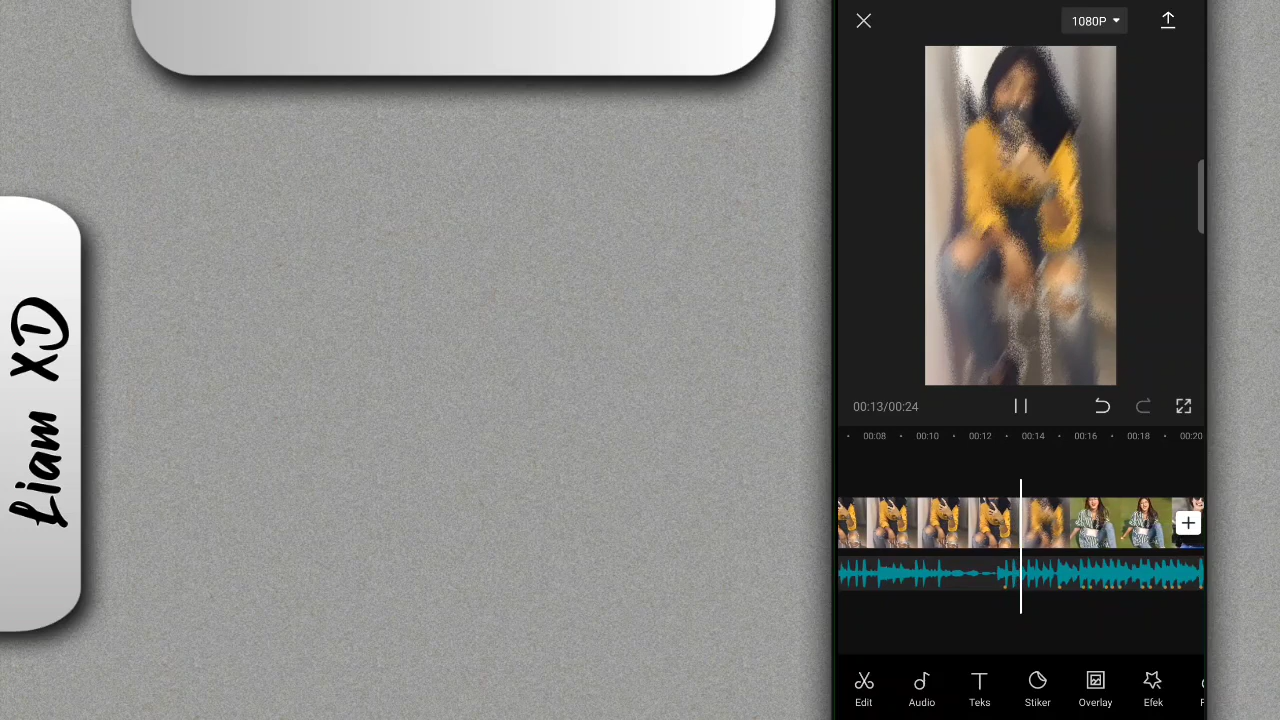 Liam XD
1080P
00:13/00:24
00:08 00:10 00:12 00:14 00:16 00:18 00:20
Edit Audio Teks Stiker Overlay Efek